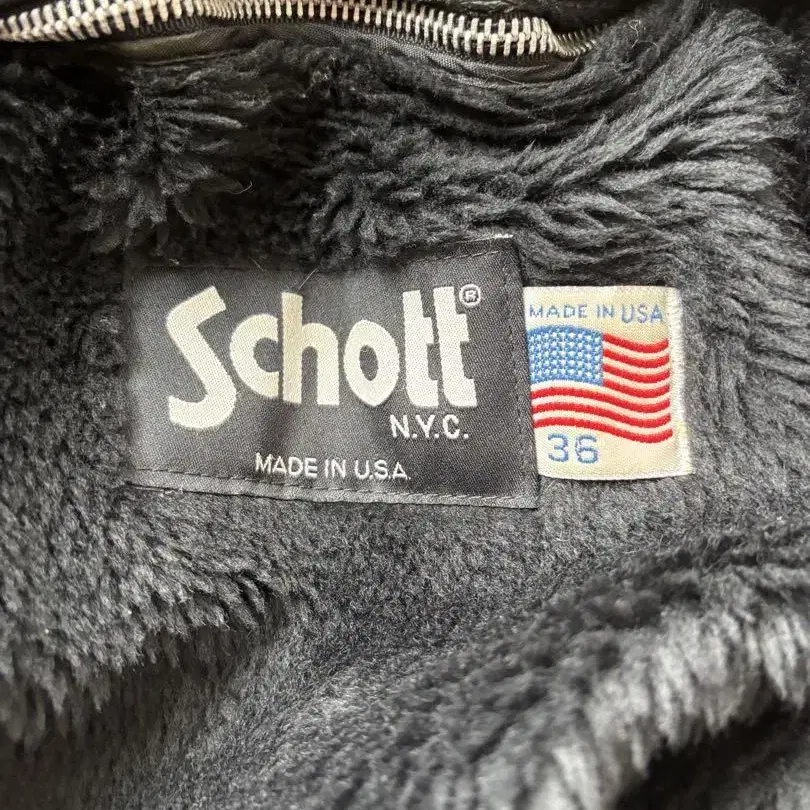 Schott®
N.Y.C.
MADE IN U.S.A.
MADE IN USA
36